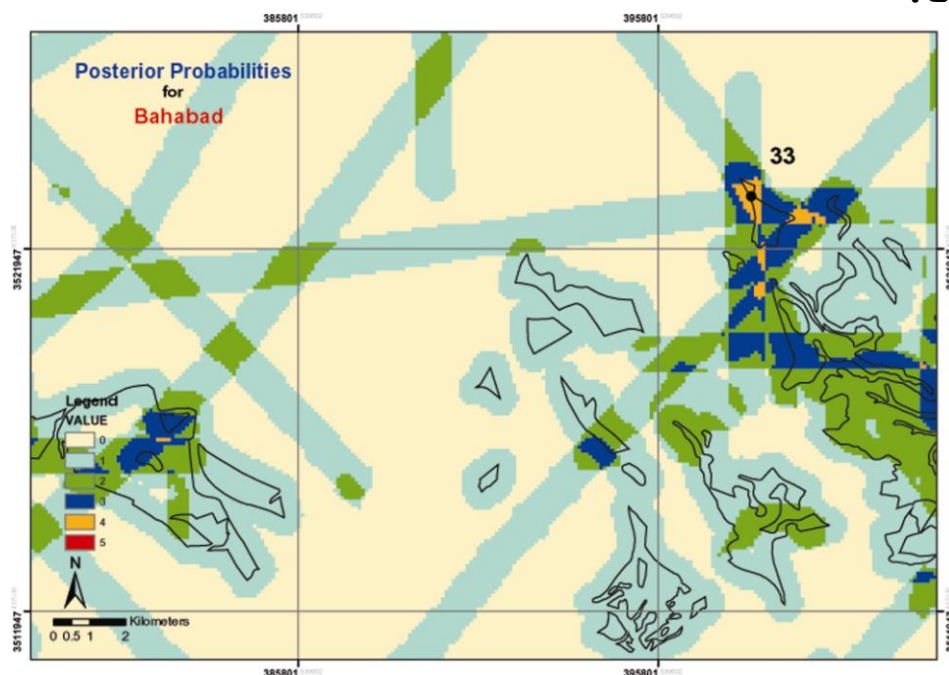 385801
395801
Posterior Probabilities
for
Bahabad
33
3521947
Legend
VALUE
0
1
2
3
4
5
N
Kilometers
0 0.5 1 2
3511947
385801
395801